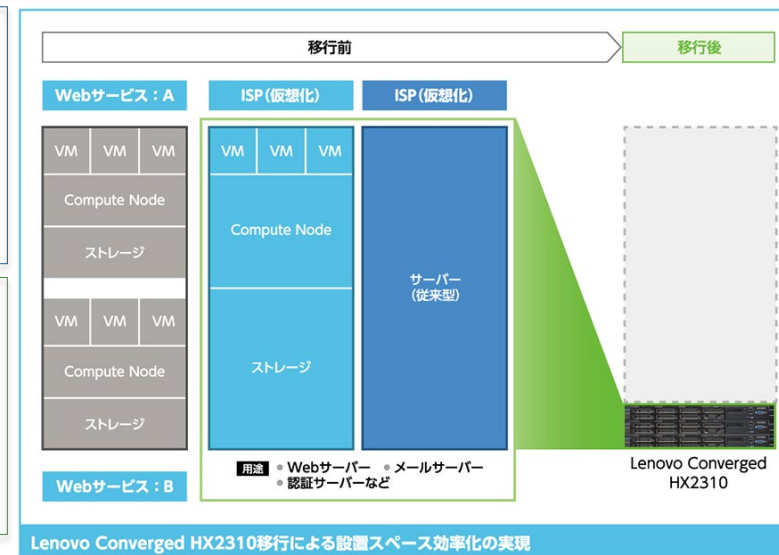 移行前
移行後
Webサービス：A
ISP（仮想化）
ISP（仮想化）
VM
VM
VM
Compute Node
ストレージ
VM
VM
VM
Compute Node
ストレージ
Webサービス：B
VM
VM
VM
Compute Node
ストレージ
サーバー
（従来型）
用途 ●Webサーバー ●メールサーバー
●認証サーバーなど
Lenovo Converged
HX2310
Lenovo Converged HX2310移行による設置スペース効率化の実現